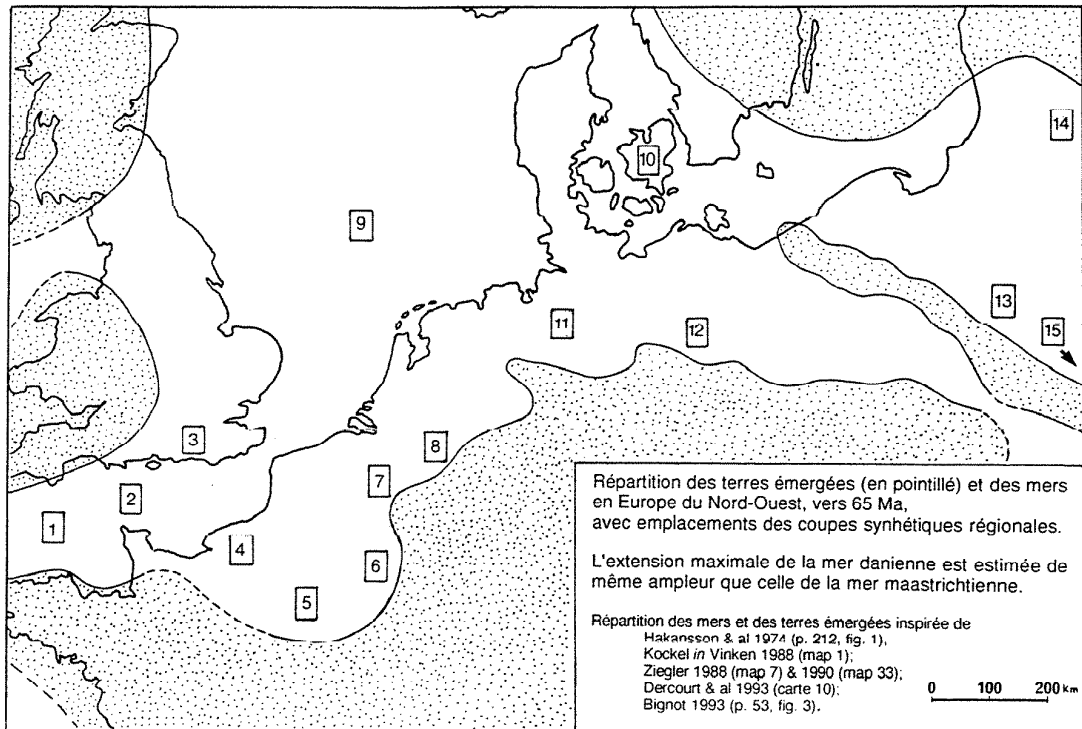 14
10
9
13
11
12
15
3
8
7
2
1
4
6
5
Répartition des terres émergées (en pointillé) et des mers
en Europe du Nord-Ouest, vers 65 Ma,
avec emplacements des coupes synhétiques régionales.
L'extension maximale de la mer danienne est estimée de
même ampleur que celle de la mer maastrichtienne.
Répartition des mers et des terres émergées inspirée de
Hakansson & al 1974 (p. 212, fig. 1),
Kockel in Vinken 1988 (map 1);
Ziegler 1988 (map 7) & 1990 (map 33);
Dercourt & al 1993 (carte 10);
Bignot 1993 (p. 53, fig. 3).
0 100 200 km